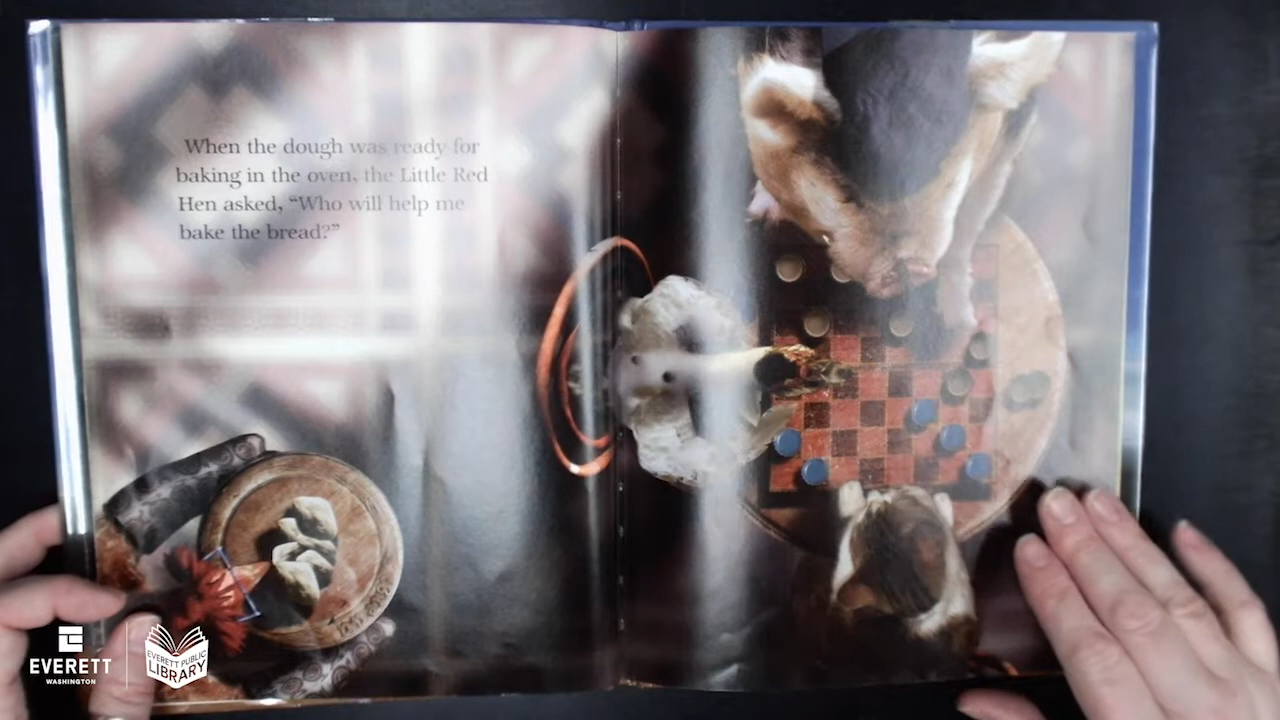 When the dough was ready for
baking in the oven, the Little Red
Hen asked, “Who will help me
bake the bread?”
EVERETT
WASHINGTON
EVERETT PUBLIC
LIBRARY